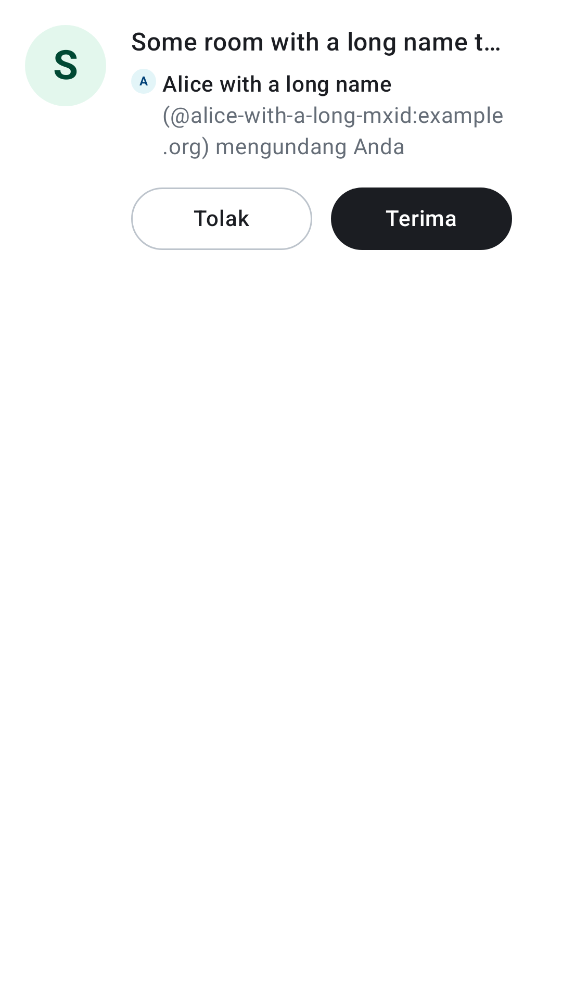 S
Some room with a long name t…
A
Alice with a long name
(@alice-with-a-long-mxid:example
.org) mengundang Anda
Tolak
Terima